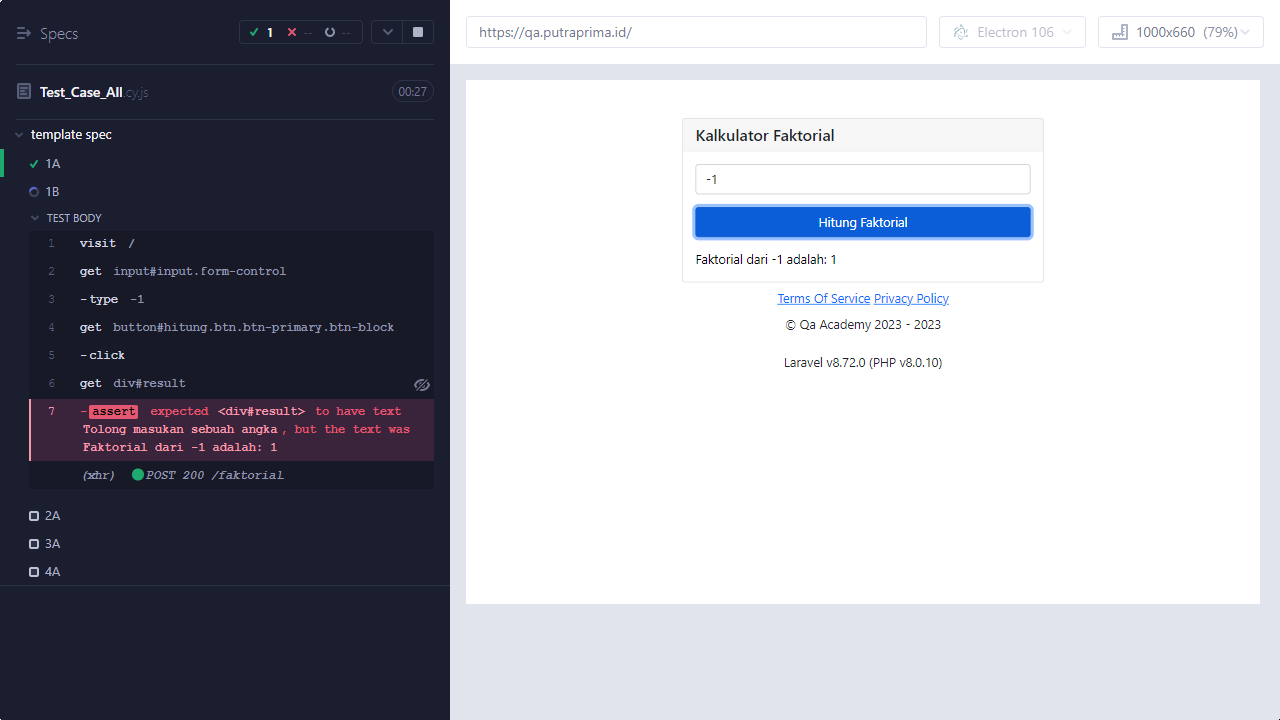 Specs
1
--
--
Test_Case_All.cy.js
00:27
template spec
1A
1B
TEST BODY
1 visit /
2 get input#input.form-control
3 -type -1
4 get button#hitung.btn.btn-primary.btn-block
5 -click
6 get div#result
7 -assert expected <div#result> to have text
Tolong masukan sebuah angka, but the text was
Faktorial dari -1 adalah: 1
(xhr) POST 200 /faktorial
2A
3A
4A
https://qa.putraprima.id/
Electron 106
1000x660 (79%)
Kalkulator Faktorial
-1
Hitung Faktorial
Faktorial dari -1 adalah: 1
Terms Of Service Privacy Policy
© Qa Academy 2023 - 2023
Laravel v8.72.0 (PHP v8.0.10)